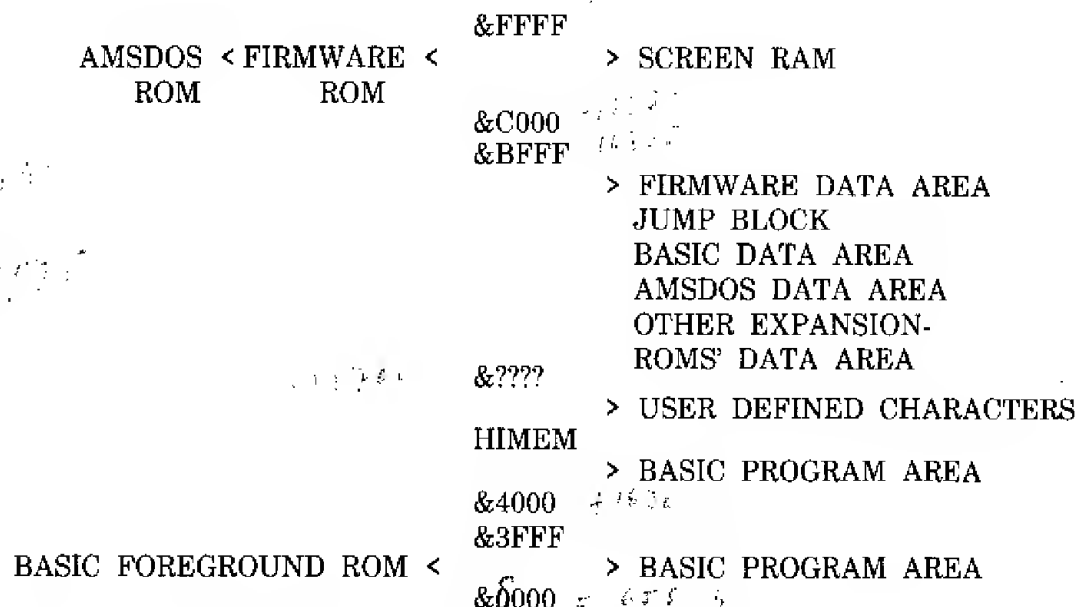 &FFFF
AMSDOS < FIRMWARE < > SCREEN RAM
ROM ROM
&C000
&BFFF
> FIRMWARE DATA AREA
JUMP BLOCK
BASIC DATA AREA
AMSDOS DATA AREA
OTHER EXPANSION-
ROMS' DATA AREA
&????
> USER DEFINED CHARACTERS
HIMEM
> BASIC PROGRAM AREA
&4000
&3FFF
BASIC FOREGROUND ROM < > BASIC PROGRAM AREA
&0000